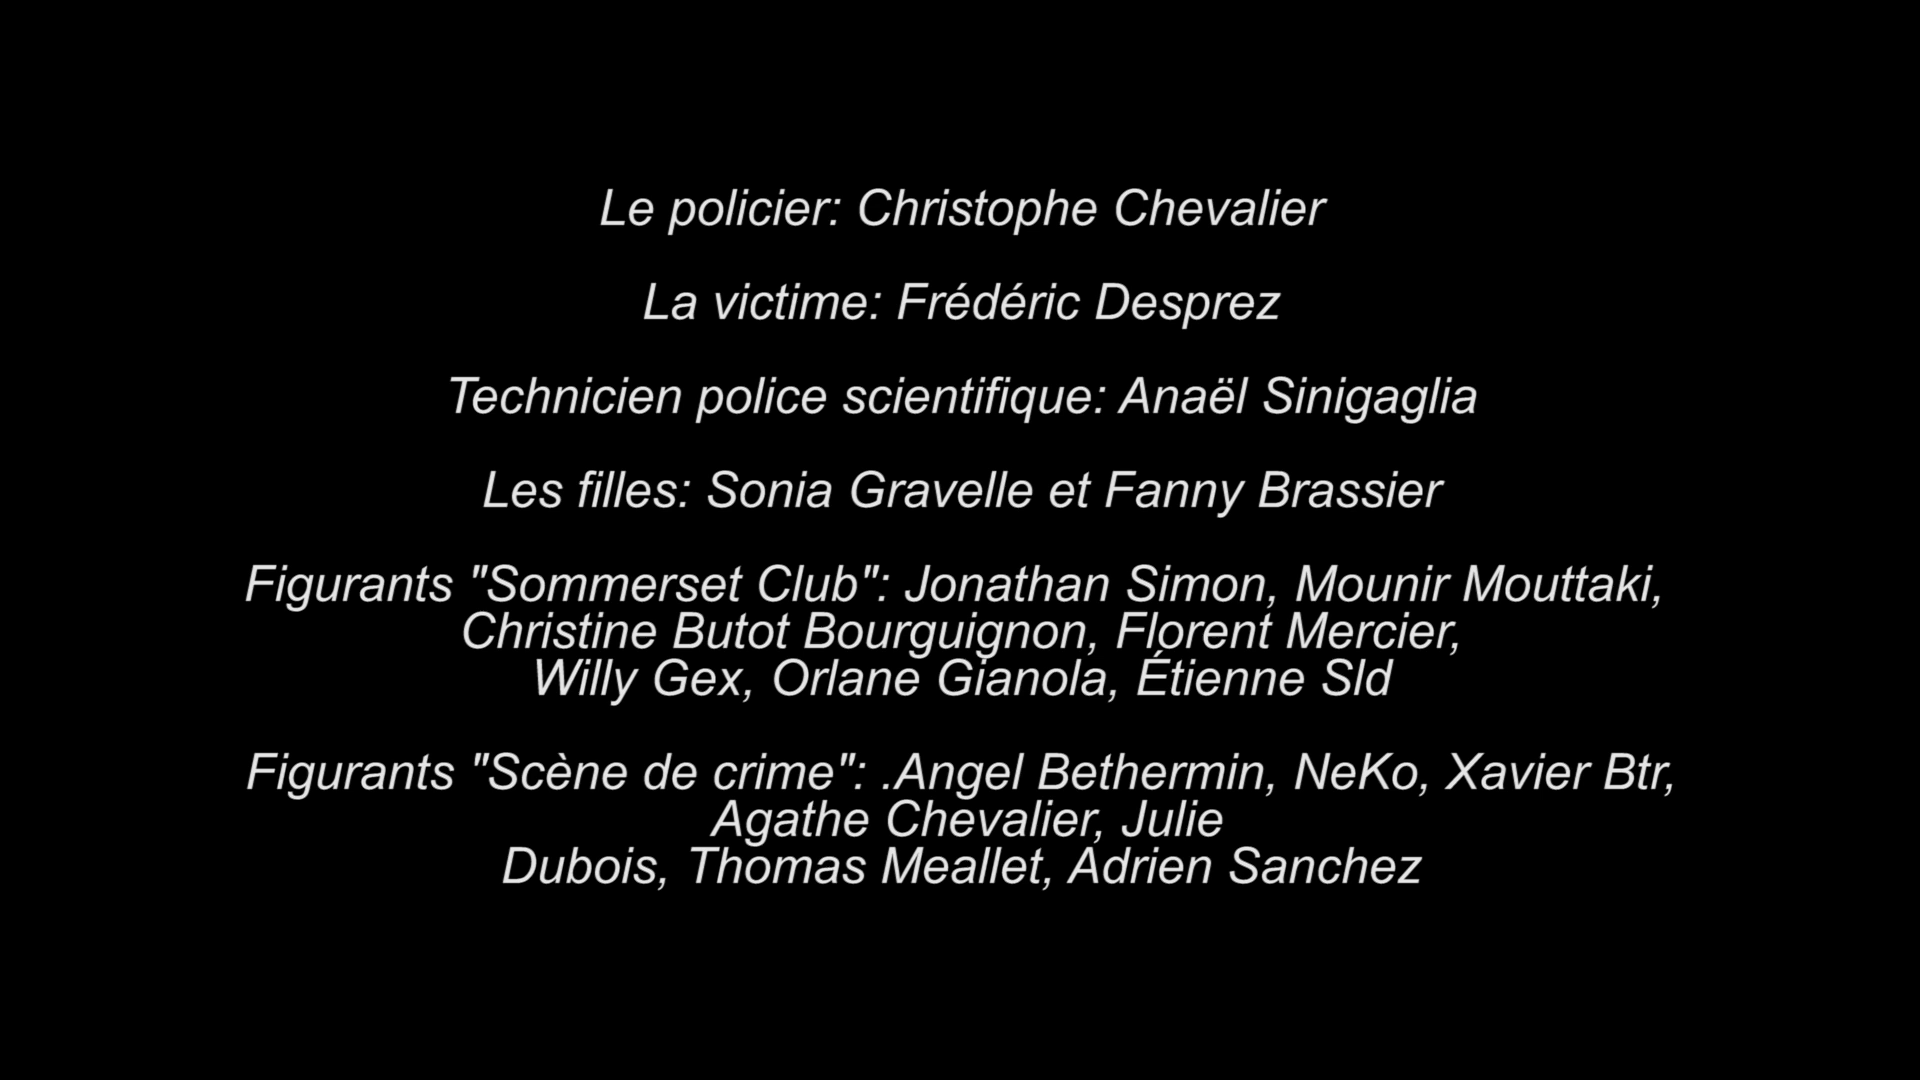 Le policier: Christophe Chevalier
La victime: Frédéric Desprez
Technicien police scientifique: Anaël Sinigaglia
Les filles: Sonia Gravelle et Fanny Brassier
Figurants "Sommerset Club": Jonathan Simon, Mounir Mouttaki,
Christine Butot Bourguignon, Florent Mercier,
Willy Gex, Orlane Gianola, Étienne Sld
Figurants "Scène de crime": .Angel Bethermin, NeKo, Xavier Btr,
Agathe Chevalier, Julie
Dubois, Thomas Meallet, Adrien Sanchez